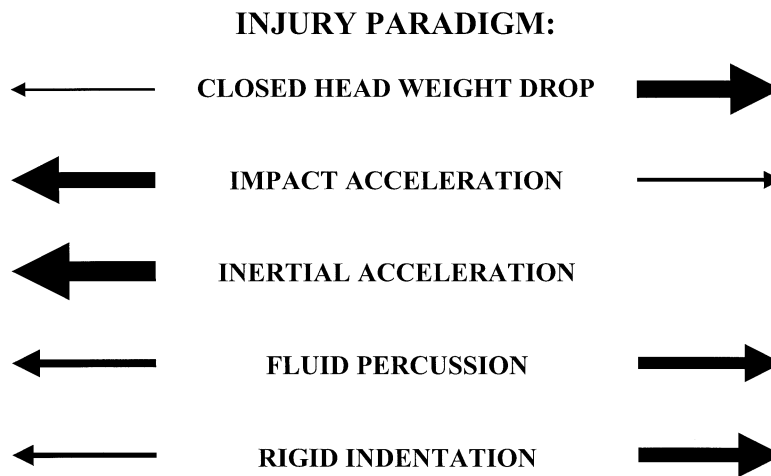 INJURY PARADIGM:
CLOSED HEAD WEIGHT DROP
IMPACT ACCELERATION
INERTIAL ACCELERATION
FLUID PERCUSSION
RIGID INDENTATION